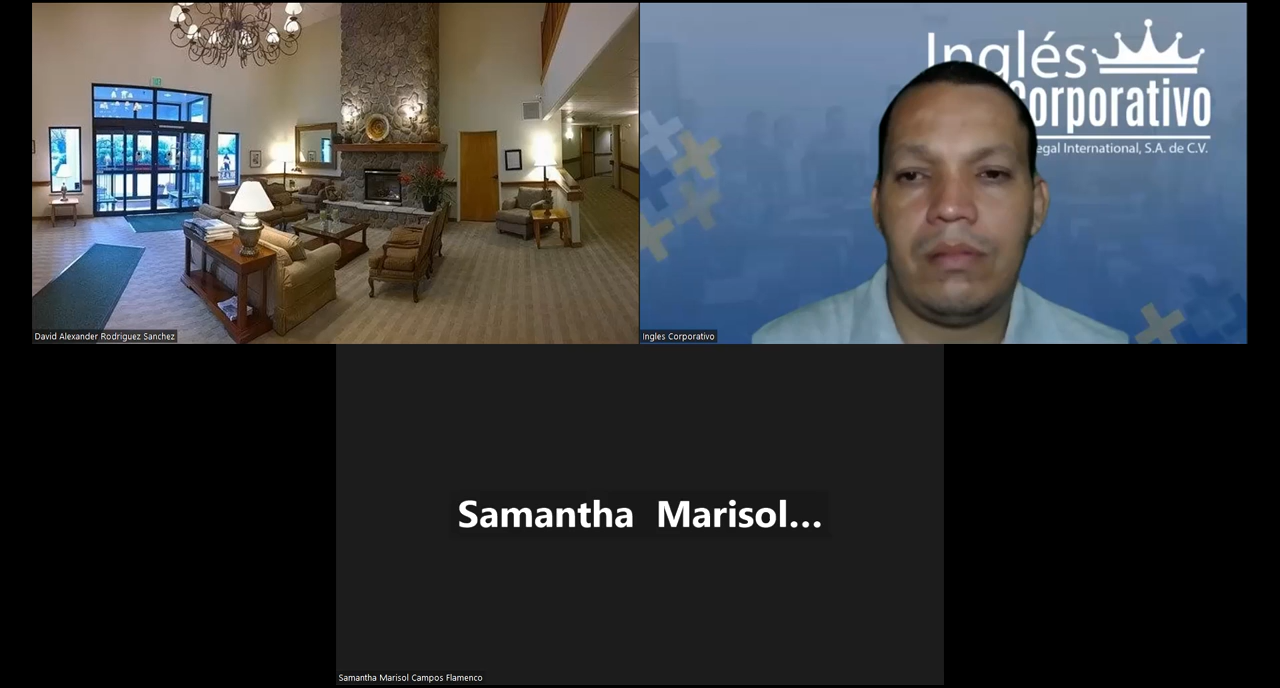 Inglés
Corporativo
egal International, S.A. de C.V.
David Alexander Rodriguez Sanchez
Ingles Corporativo
Samantha Marisol...
Samantha Marisol Campos Flamenco